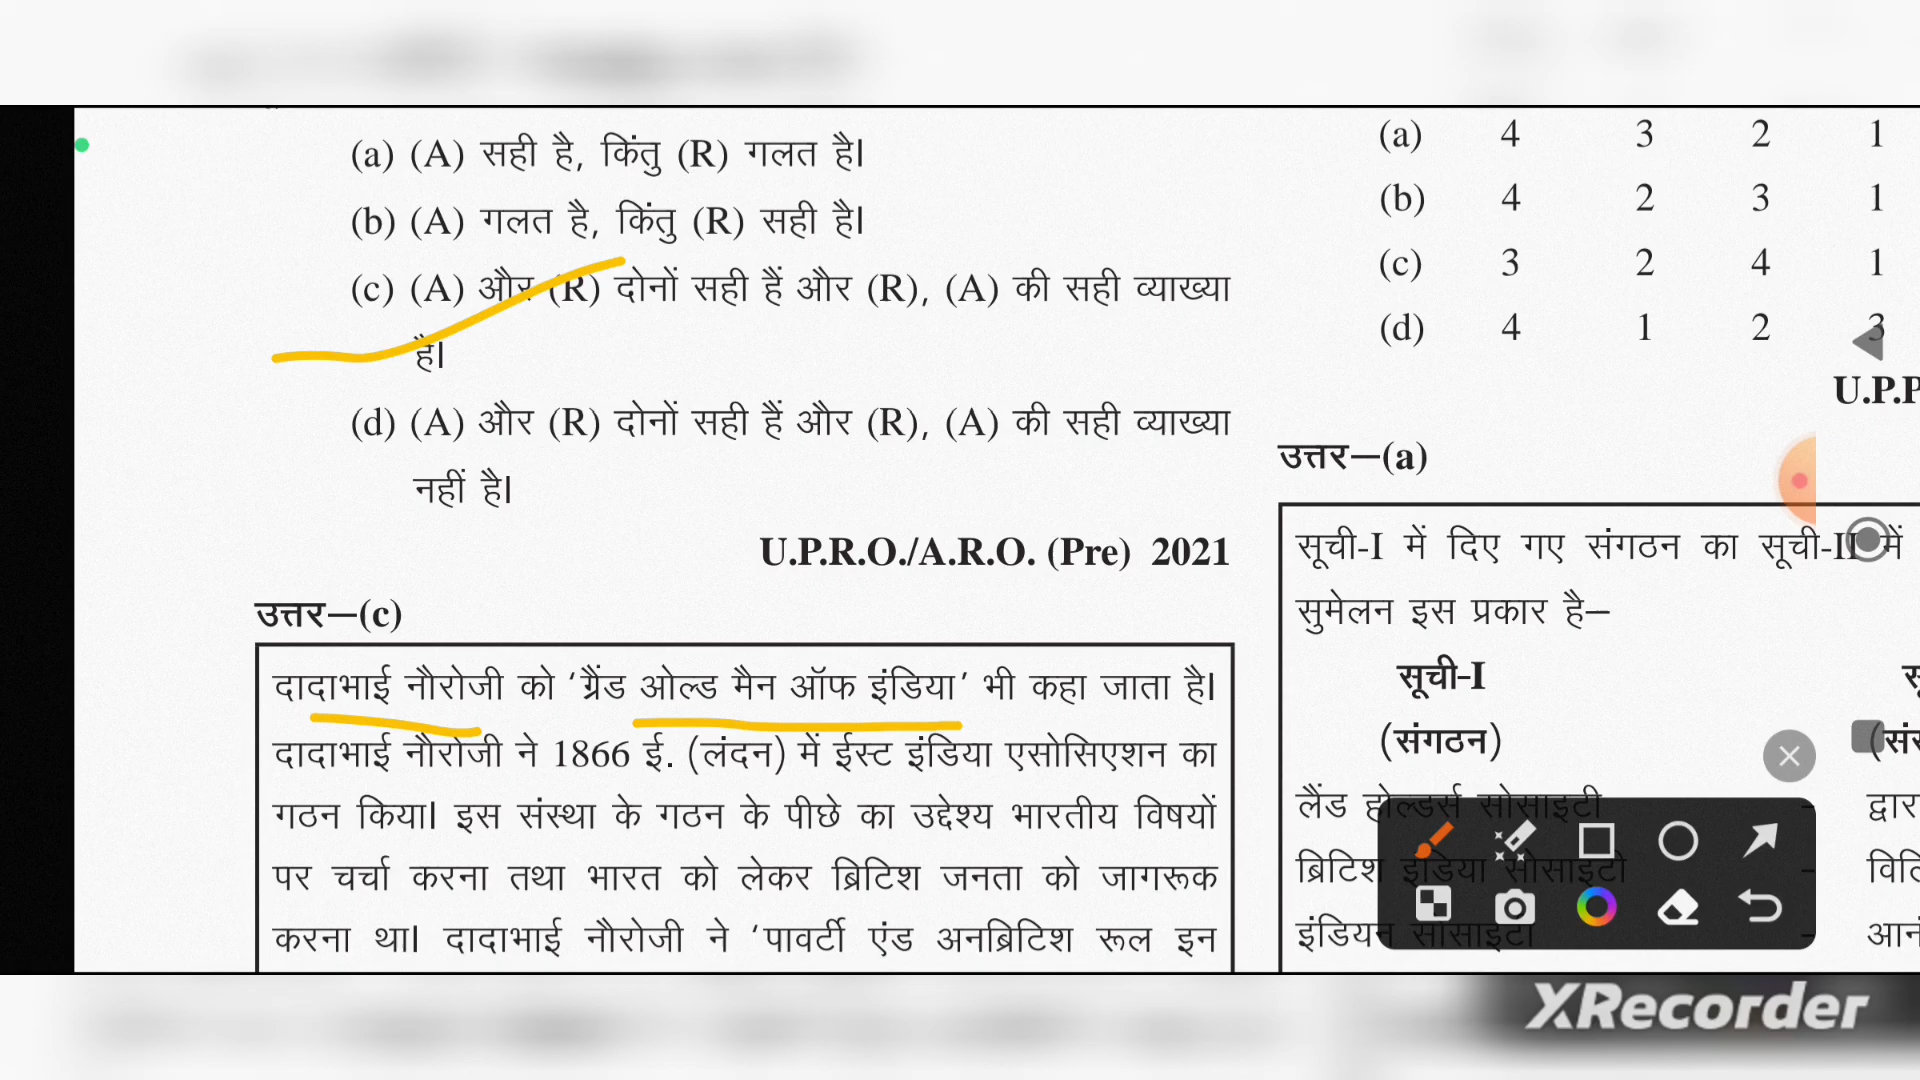 (a) (A) सही है, किंतु (R) गलत है।
(b) (A) गलत है, किंतु (R) सही है।
(c) (A) और (R) दोनों सही हैं और (R), (A) की सही व्याख्या
है।
(d) (A) और (R) दोनों सही हैं और (R), (A) की सही व्याख्या
नहीं है।
U.P.R.O./A.R.O. (Pre) 2021
उत्तर–(c)
दादाभाई नौरोजी को ‘ग्रैंड ओल्ड मैन ऑफ इंडिया’ भी कहा जाता है।
दादाभाई नौरोजी ने 1866 ई. (लंदन) में ईस्ट इंडिया एसोसिएशन का
गठन किया। इस संस्था के गठन के पीछे का उद्देश्य भारतीय विषयों
पर चर्चा करना तथा भारत को लेकर ब्रिटिश जनता को जागरूक
करना था। दादाभाई नौरोजी ने ‘पावर्टी एंड अनब्रिटिश रूल इन
(a) 4 3 2 1
(b) 4 2 3 1
(c) 3 2 4 1
(d) 4 1 2 3
U.P.P
उत्तर–(a)
सूची-I में दिए गए संगठन का सूची-II में
सुमेलन इस प्रकार है–
सूची-I
(संगठन)
लैंड होल्डर्स सोसाइटी – द्वार
ब्रिटिश इंडिया सोसाइटी –
इंडियन सोसाइटी –
XRecorder